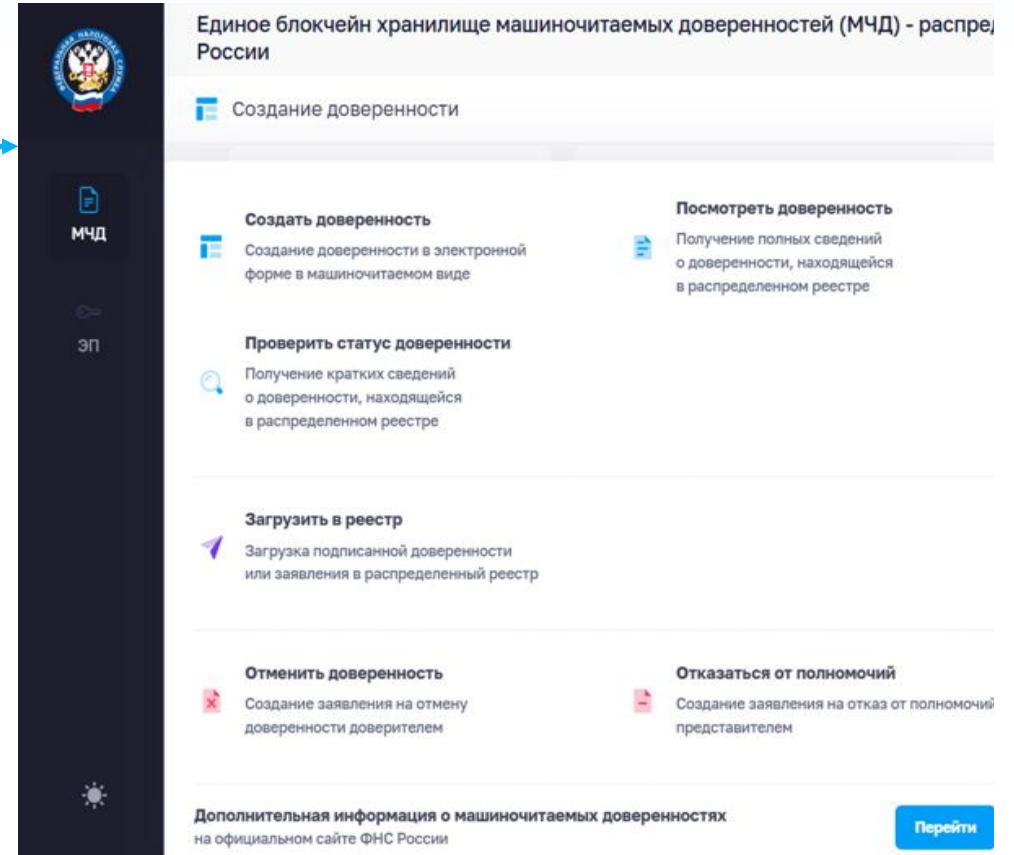 ФЕДЕРАЛЬНАЯ НАЛОГОВАЯ СЛУЖБА
Единое блокчейн хранилище машиночитаемых доверенностей (МЧД) - распред
России
Создание доверенности
МЧД
ЭП
Создать доверенность
Создание доверенности в электронной
форме в машиночитаемом виде
Посмотреть доверенность
Получение полных сведений
о доверенности, находящейся
в распределенном реестре
Проверить статус доверенности
Получение кратких сведений
о доверенности, находящейся
в распределенном реестре
Загрузить в реестр
Загрузка подписанной доверенности
или заявления в распределенный реестр
Отменить доверенность
Создание заявления на отмену
доверенности доверителем
Отказаться от полномочий
Создание заявления на отказ от полномочий
представителем
Дополнительная информация о машиночитаемых доверенностях
на официальном сайте ФНС России
Перейти